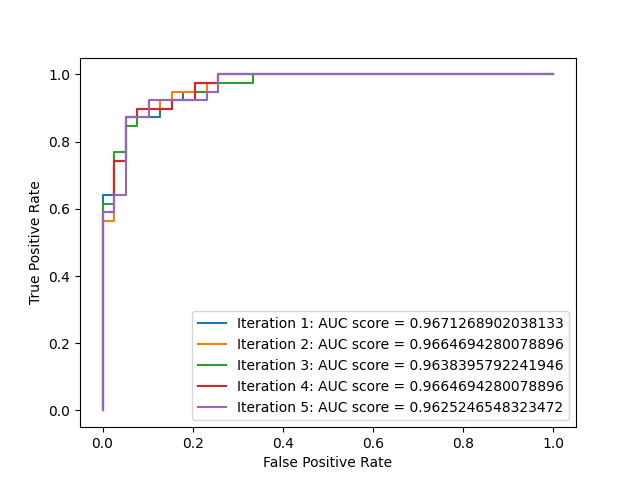 1.0
0.8
0.6
0.4
0.2
0.0
True Positive Rate
Iteration 1: AUC score = 0.9671268902038133
Iteration 2: AUC score = 0.9664694280078896
Iteration 3: AUC score = 0.9638395792241946
Iteration 4: AUC score = 0.9664694280078896
Iteration 5: AUC score = 0.9625246548323472
0.0 0.2 0.4 0.6 0.8 1.0
False Positive Rate